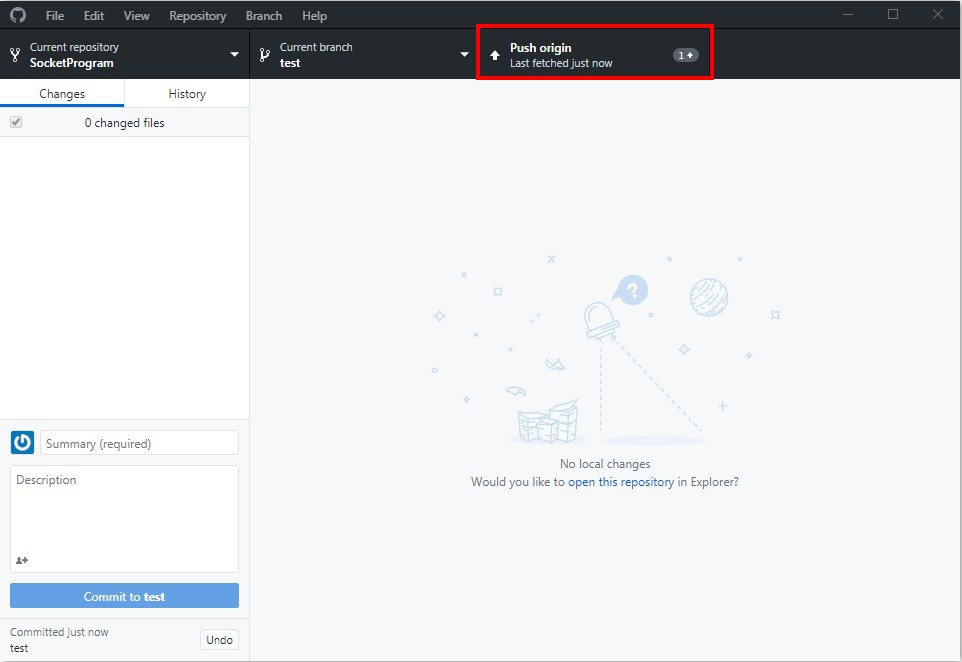 File Edit View Repository Branch Help
Current repository
SocketProgram
Current branch
test
Push origin
Last fetched just now
1
Changes History
0 changed files
?
No local changes
Would you like to open this repository in Explorer?
Summary (required)
Description
Commit to test
Committed just now
test
Undo